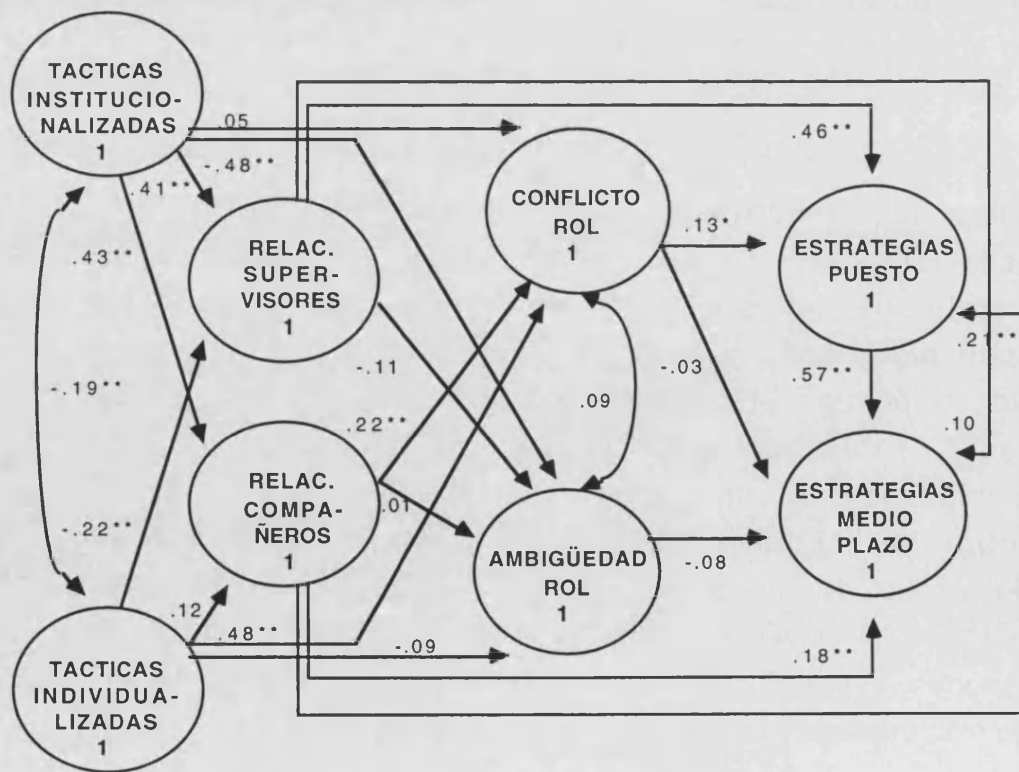 TACTICAS
INSTITUCIO-
NALIZADAS
1
.05
-.48**
.41**
.43**
-.19**
-.22**
RELAC.
SUPER-
VISORES
1
RELAC.
COMPA-
ÑEROS
1
.12
.48**
-.09
TACTICAS
INDIVIDUA-
LIZADAS
1
CONFLICTO
ROL
1
-.11
.22**
.01
.09
AMBIGÜEDAD
ROL
1
.46**
.13*
-.03
-.08
ESTRATEGIAS
PUESTO
1
.21**
.57**
.10
ESTRATEGIAS
MEDIO
PLAZO
1
.18**